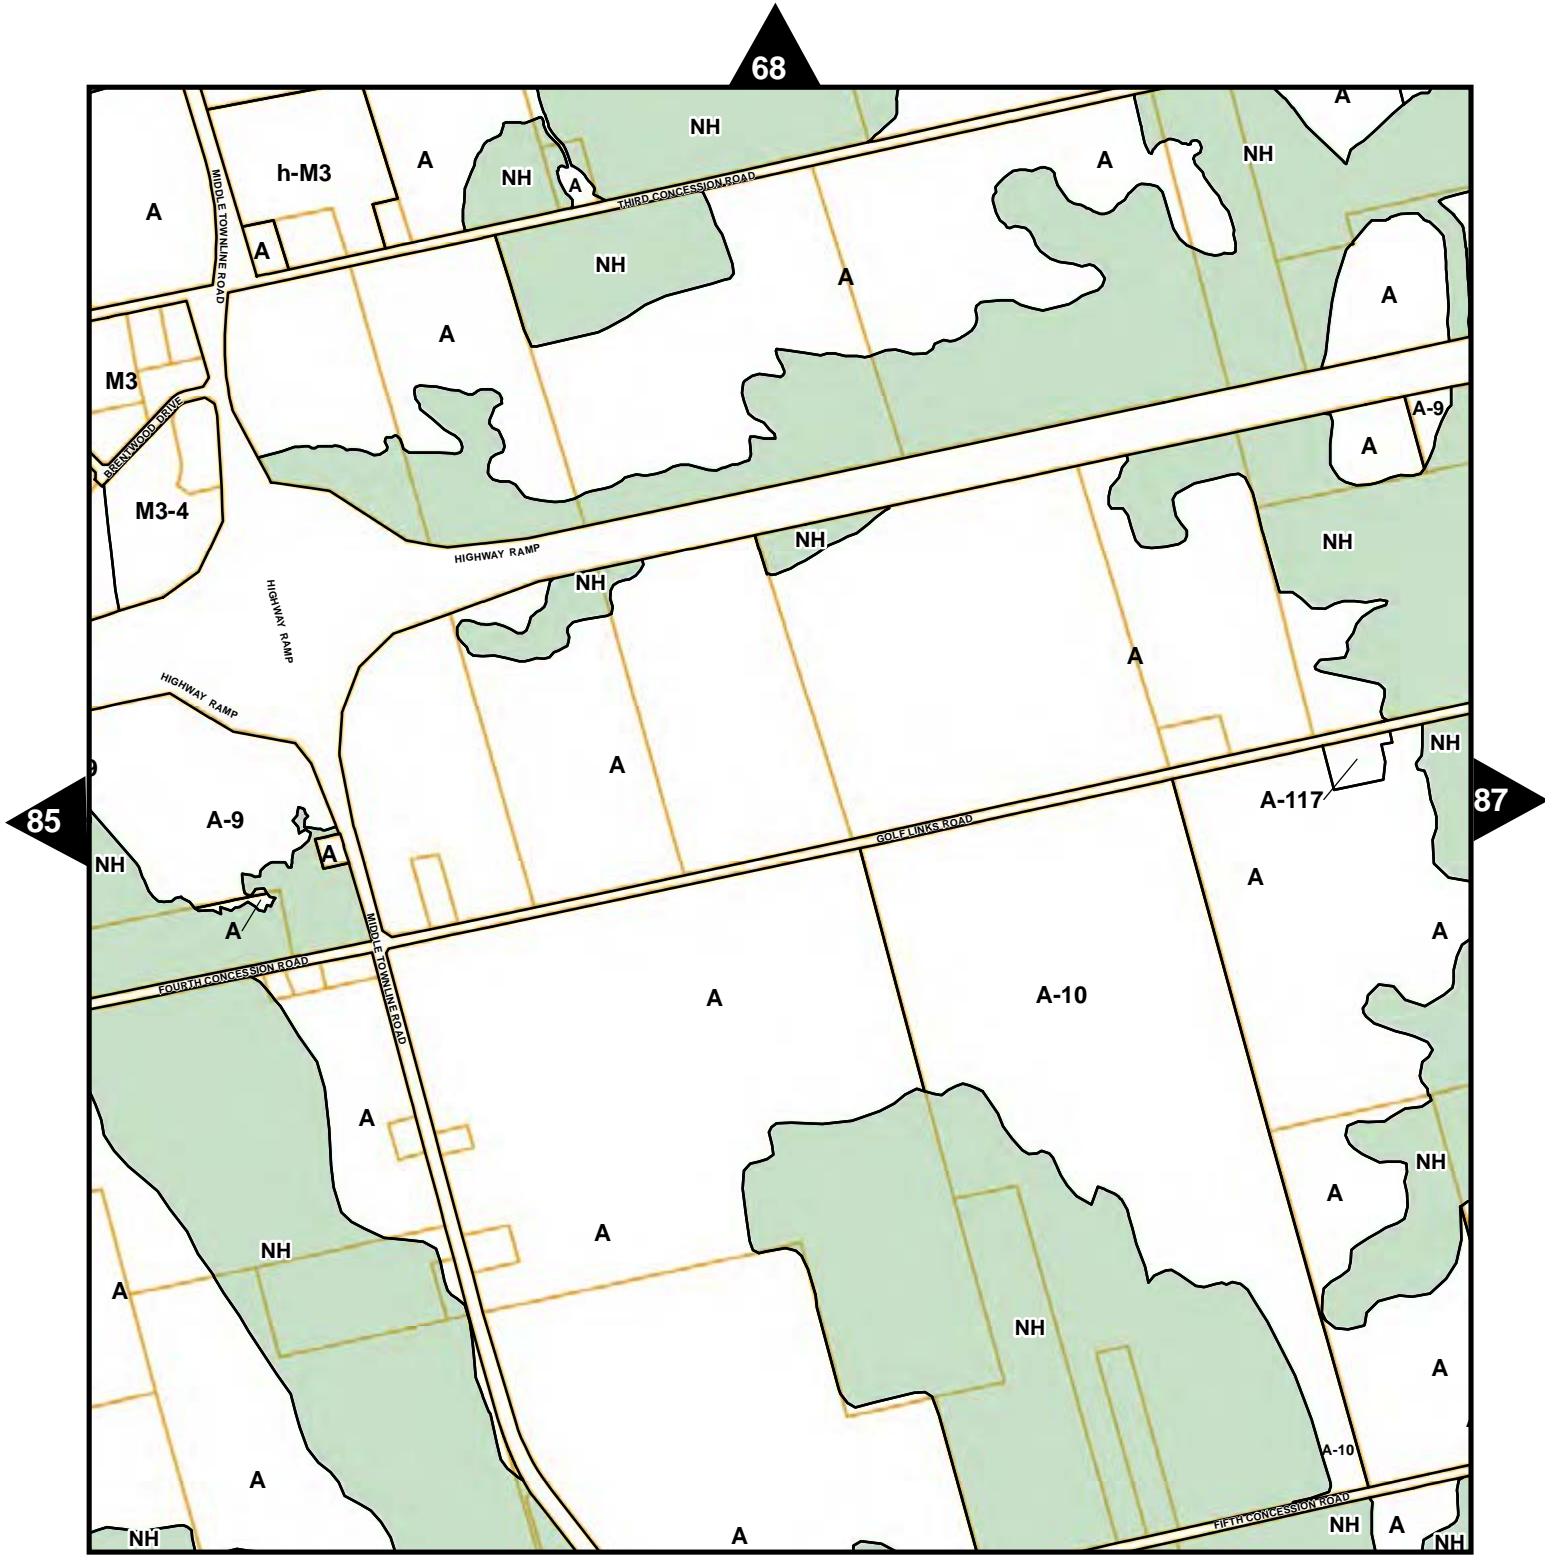 68
A
NH
A
NH
A
h-M3
NH
A
THIRD CONCESSION ROAD
A
MIDDLE TOWNLINE ROAD
A
NH
A
A
A
M3
BRENTWOOD DRIVE
A-9
A
M3-4
NH
NH
HIGHWAY RAMP
NH
HIGHWAY RAMP
A
HIGHWAY RAMP
NH
A
9
85
87
A-117
A-9
GOLF LINKS ROAD
A
NH
A
A
A
MIDDLE TOWNLINE ROAD
FOURTH CONCESSION ROAD
A
A-10
A
NH
A
A
NH
A
NH
A
A-10
A
FIFTH CONCESSION ROAD
NH
A
NH
A
NH